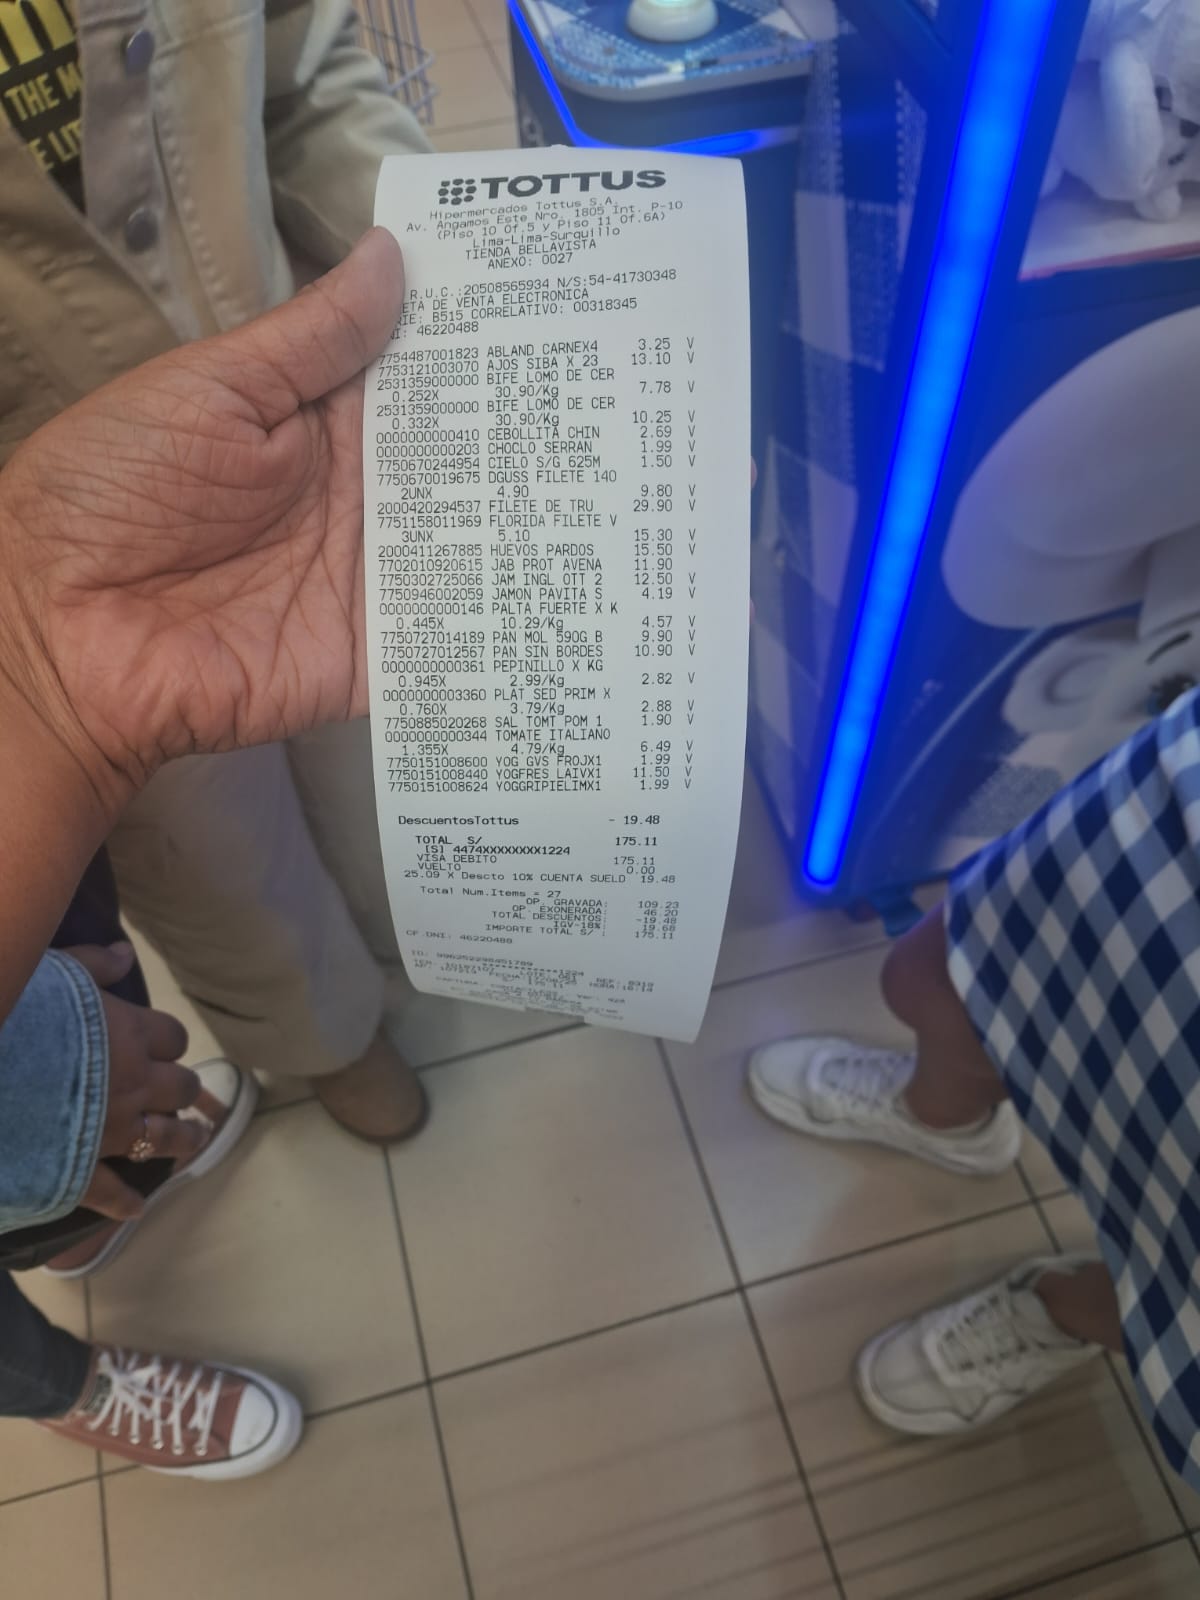 TOTTUS
Hipermercados Tottus S.A.
Av. Angamos Este Nro. 1805 Int. P-10
(Piso 10 Of.5 y Piso 11 Of.6A)
Lima-Lima-Surquillo
TIENDA BELLAVISTA
ANEXO: 0027
R.U.C.:20508565934 N/S:54-41730348
ETA DE VENTA ELECTRONICA
RIE: B515 CORRELATIVO: 00318345
NI: 46220488
7754487001823 ABLAND CARNEX4 3.25 V
7753121003070 AJOS SIBA X 23 13.10 V
2531359000000 BIFE LOMO DE CER
0.252X 30.90/Kg 7.78 V
2531359000000 BIFE LOMO DE CER
0.332X 30.90/Kg 10.25 V
0000000000410 CEBOLLITA CHIN 2.69 V
0000000000203 CHOCLO SERRAN 1.99 V
7750670244954 CIELO S/G 625M 1.50 V
7750670019675 DGUSS FILETE 140
2UNX 4.90 9.80 V
2000420294537 FILETE DE TRU 29.90 V
7751158011969 FLORIDA FILETE V
3UNX 5.10 15.30 V
2000411267885 HUEVOS PARDOS 15.50 V
7702010920615 JAB PROT AVENA 11.90
7750302725066 JAM INGL OTT 2 12.50 V
7750946002059 JAMON PAVITA S 4.19 V
0000000000146 PALTA FUERTE X K
0.445X 10.29/Kg 4.57 V
7750727014189 PAN MOL 590G B 9.90 V
7750727012567 PAN SIN BORDES 10.90 V
0000000000361 PEPINILLO X KG
0.945X 2.99/Kg 2.82 V
0000000003360 PLAT SED PRIM X
0.760X 3.79/Kg 2.88 V
7750885020268 SAL TOMT POM 1 1.90 V
0000000000344 TOMATE ITALIANO
1.355X 4.79/Kg 6.49 V
7750151008600 YOG GVS FROJX1 1.99 V
7750151008440 YOGFRES LAIVX1 11.50 V
7750151008624 YOGGRIPIELIMX1 1.99 V
DescuentosTottus - 19.48
TOTAL S/ 175.11
[S] 4474XXXXXXXX1224
VISA DEBITO 175.11
VUELTO 0.00
25.09 X Descto 10% CUENTA SUELD 19.48
Total Num.Items = 27
OP. GRAVADA: 109.23
OP. EXONERADA: 46.20
TOTAL DESCUENTOS: -19.48
IGV-18%: 19.68
IMPORTE TOTAL S/ : 175.11
CF.DNI: 46220488
ID: 996252298451789
THE